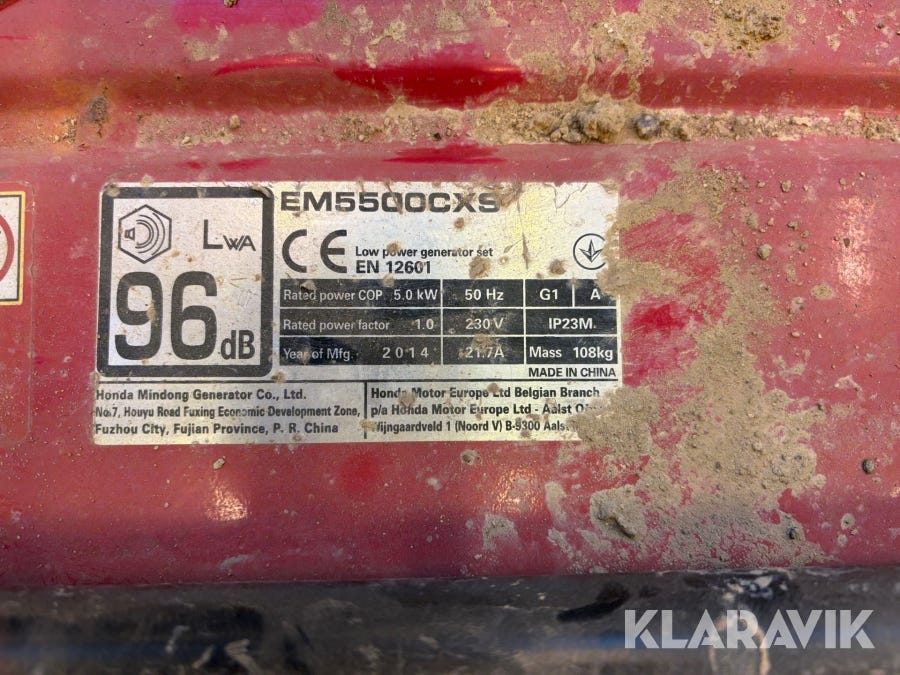 EM5500CXS
LWA
96 dB
CE
Low power generator set
EN 12601
Rated power COP 5.0 kW 50 Hz G1 A
Rated power factor 1.0 230 V IP23M
Year of Mfg. 2014 21.7A Mass 108kg
MADE IN CHINA
Honda Mindong Generator Co., Ltd.
No.7, Houyu Road Fuxing Economic Development Zone,
Fuzhou City, Fujian Province, P. R. China
Honda Motor Europe Ltd Belgian Branch
p/a Honda Motor Europe Ltd - Aalst
Wijngaardveld 1 (Noord V) B-9300 Aalst
KLARAVIK